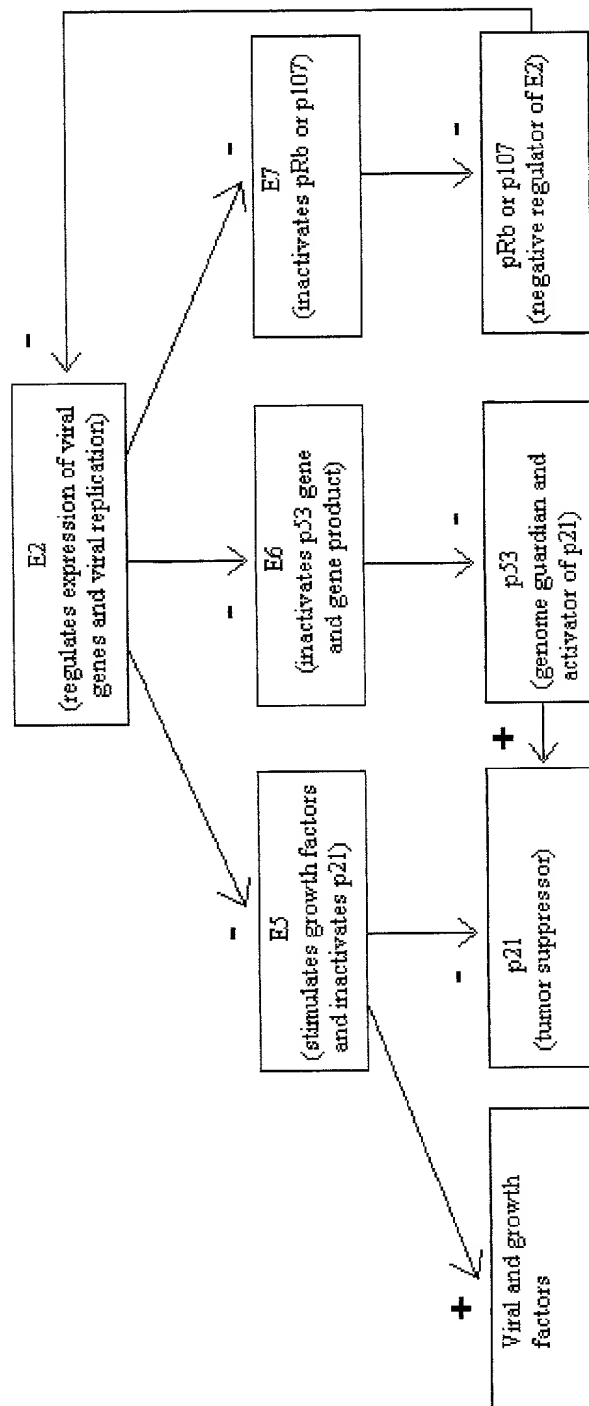 E2
(regulates expression of viral
genes and viral replication)
-
-
-
-
E5
(stimulates growth factors
and inactivates p21)
E6
(inactivates p53 gene
and gene product)
E7
(inactivates pRb or p107)
+
-
-
-
Viral and growth
factors
p21
(tumor suppressor)
+
p53
(genome guardian and
activator of p21)
pRb or p107
(negative regulator of E2)